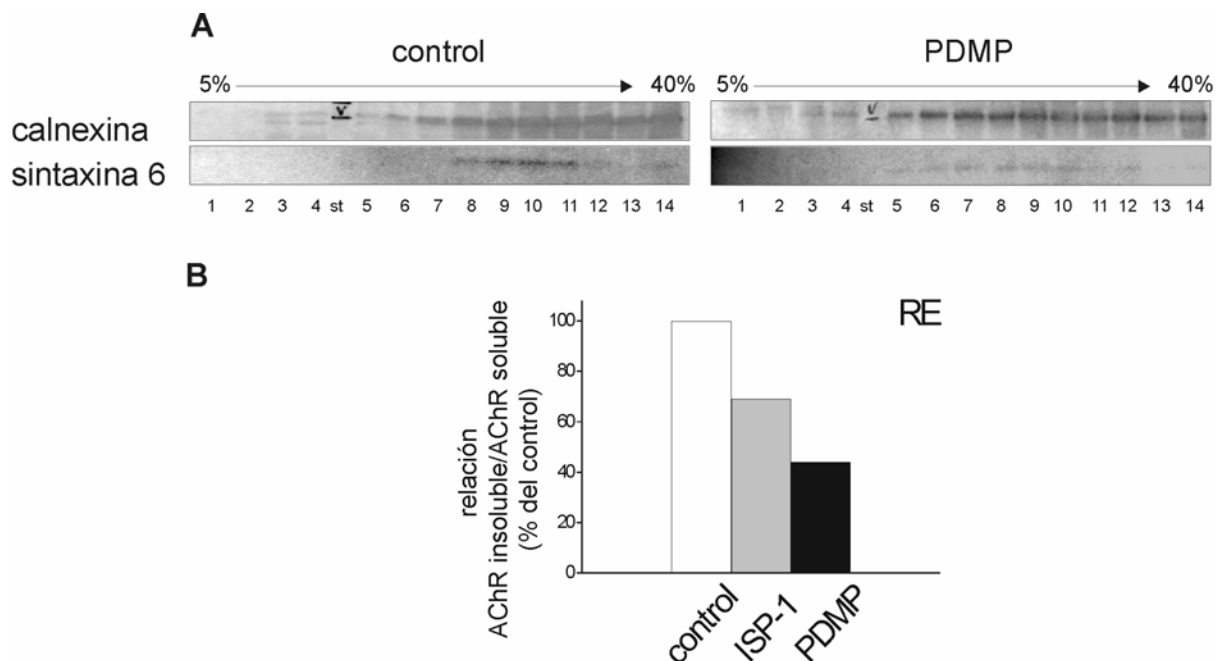 A
control PDMP
5% 40% 5% 40%
calnexina
sintaxina 6
1 2 3 4 st 5 6 7 8 9 10 11 12 13 14 1 2 3 4 st 5 6 7 8 9 10 11 12 13 14
B
RE
relación
AChR insoluble/AChR soluble
(% del control)
100
80
60
40
20
0
control ISP-1 PDMP